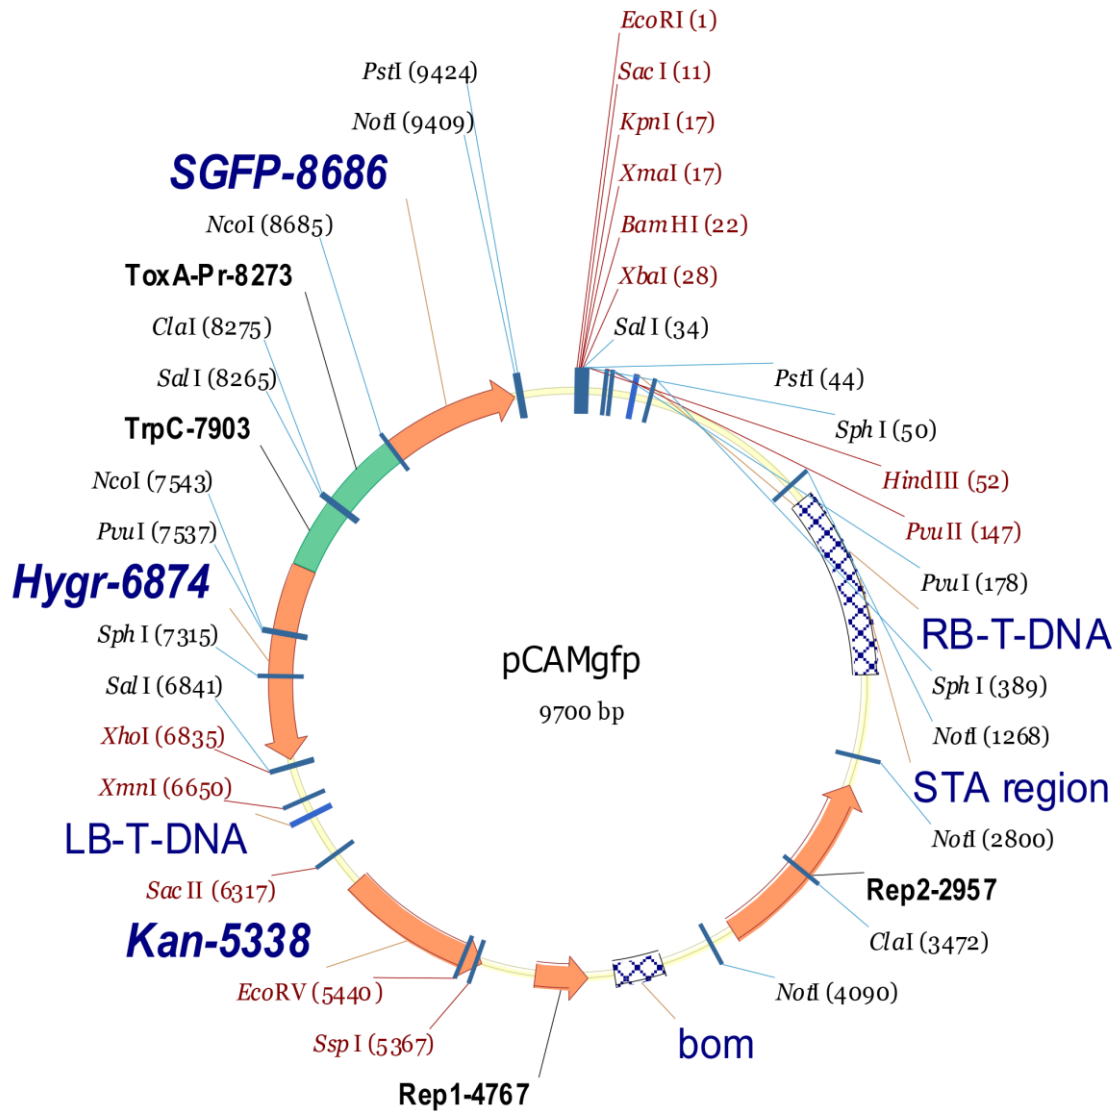 EcoRI (1)
PstI (9424)
Sac I (11)
NotI (9409)
KpnI (17)
SGFP-8686
XmaI (17)
NcoI (8685)
BamHI (22)
ToxA-Pr-8273
XbaI (28)
ClaI (8275)
Sal I (34)
SalI (8265)
PstI (44)
TrpC-7903
Sph I (50)
NcoI (7543)
HindIII (52)
PvuI (7537)
PvuII (147)
Hygr-6874
PvuI (178)
Sph I (7315)
RB-T-DNA
pCAMgfp
Sal I (6841)
Sph I (389)
9700 bp
XhoI (6835)
NotI (1268)
XmnI (6650)
STA region
LB-T-DNA
NotI (2800)
Sac II (6317)
Rep2-2957
Kan-5338
ClaI (3472)
EcoRV (5440)
NotI (4090)
Ssp I (5367)
bom
Rep1-4767